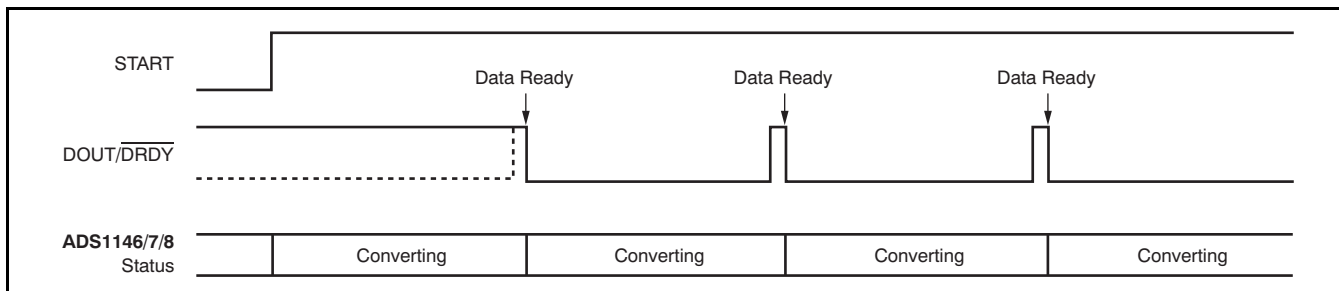 START
Data Ready Data Ready Data Ready
DOUT/DRDY
ADS1146/7/8
Status
Converting Converting Converting Converting